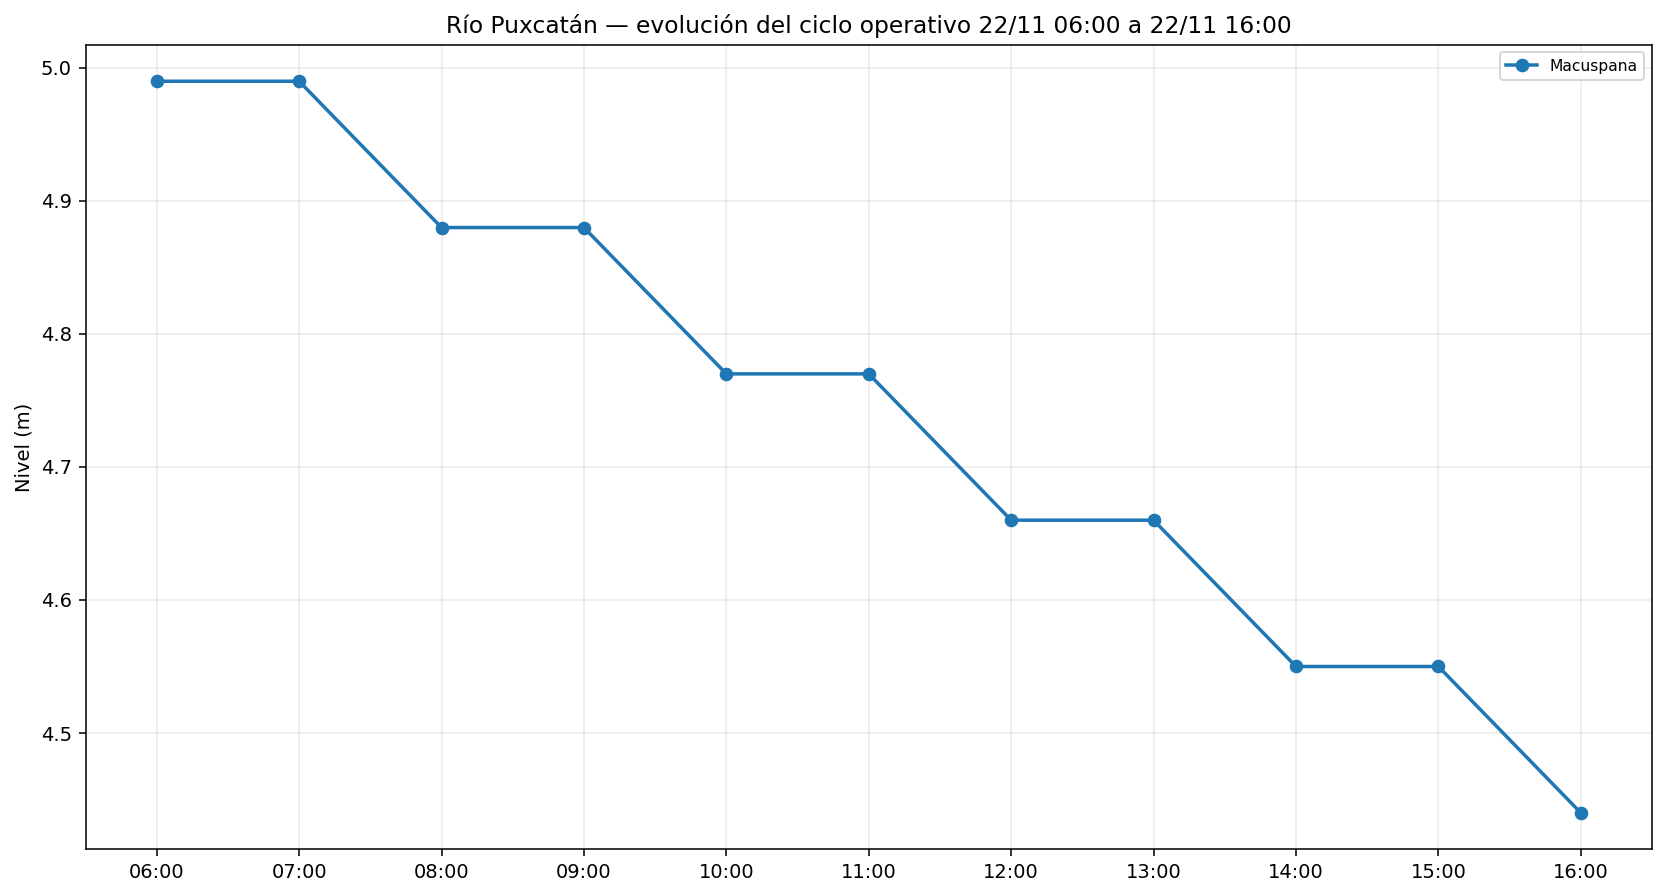 Río Puxcatán — evolución del ciclo operativo 22/11 06:00 a 22/11 16:00
Macuspana
Nivel (m)
5.0
4.9
4.8
4.7
4.6
4.5
06:00 07:00 08:00 09:00 10:00 11:00 12:00 13:00 14:00 15:00 16:00